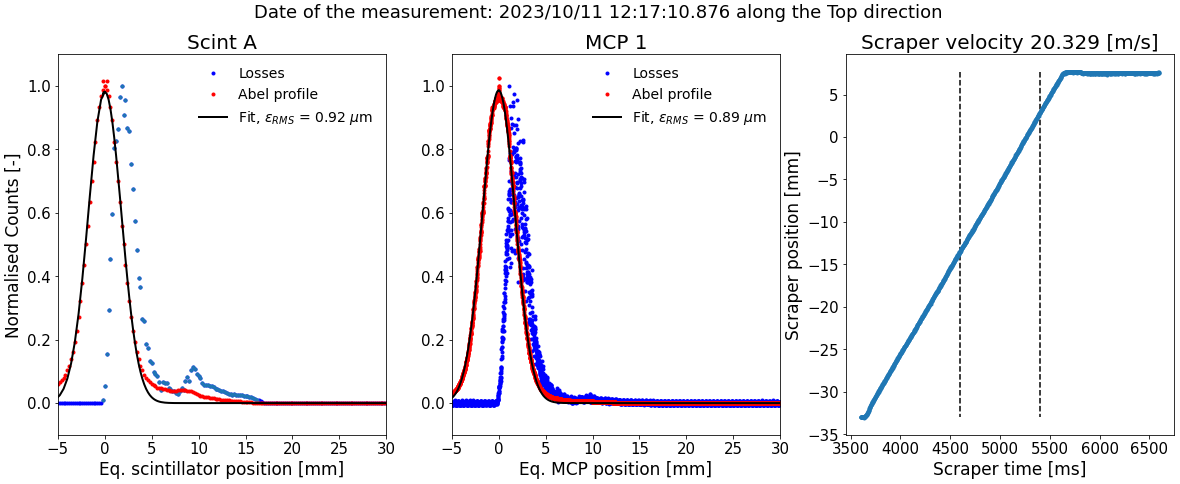 Date of the measurement: 2023/10/11 12:17:10.876 along the Top direction
Scint A
Normalised Counts [-]
1.0
0.8
0.6
0.4
0.2
0.0
Losses
Abel profile
Fit, ε_RMS = 0.92 μm
−5 0 5 10 15 20 25 30
Eq. scintillator position [mm]
MCP 1
1.0
0.8
0.6
0.4
0.2
0.0
Losses
Abel profile
Fit, ε_RMS = 0.89 μm
−5 0 5 10 15 20 25 30
Eq. MCP position [mm]
Scraper velocity 20.329 [m/s]
Scraper position [mm]
5
0
−5
−10
−15
−20
−25
−30
−35
3500 4000 4500 5000 5500 6000 6500
Scraper time [ms]